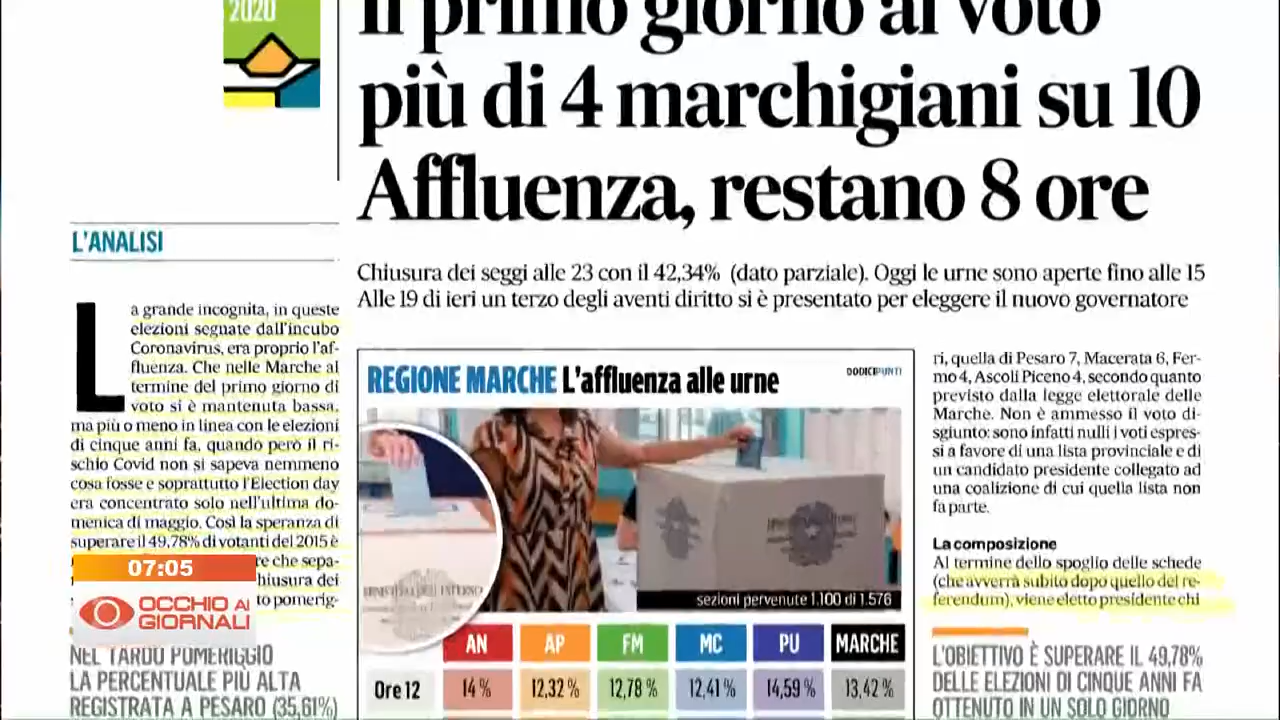 2020
Il primo giorno al voto
più di 4 marchigiani su 10
Affluenza, restano 8 ore
Chiusura dei seggi alle 23 con il 42,34% (dato parziale). Oggi le urne sono aperte fino alle 15
Alle 19 di ieri un terzo degli aventi diritto si è presentato per eleggere il nuovo governatore
L'ANALISI
La grande incognita, in queste
elezioni segnate dall'incubo
Coronavirus, era proprio l'af-
fluenza. Che nelle Marche al
termine del primo giorno di
voto si è mantenuta bassa,
ma più o meno in linea con le elezioni
di cinque anni fa, quando però il ri-
schio Covid non si sapeva nemmeno
cosa fosse e soprattutto l'Election day
era concentrato solo nell'ultima do-
menica di maggio. Così la speranza di
superare il 49,78% di votanti del 2015 è
re che sepa-
hiusura dei
to pomerig-
07:05
OCCHIO AI
GIORNALI
NEL TARDO POMERIGGIO
LA PERCENTUALE PIÙ ALTA
REGISTRATA A PESARO (35,61%)
REGIONE MARCHE L'affluenza alle urne
DODICIPUNTI
sezioni pervenute 1.100 di 1.576
AN AP FM MC PU MARCHE
Ore 12 14% 12,32% 12,78% 12,41% 14,59% 13,42%
ri, quella di Pesaro 7, Macerata 6, Fer-
mo 4, Ascoli Piceno 4, secondo quanto
previsto dalla legge elettorale delle
Marche. Non è ammesso il voto di-
sgiunto: sono infatti nulli i voti espres-
si a favore di una lista provinciale e di
un candidato presidente collegato ad
una coalizione di cui quella lista non
fa parte.
La composizione
Al termine dello spoglio delle schede
(che avverrà subito dopo quello del re-
ferendum), viene eletto presidente chi
L'OBIETTIVO È SUPERARE IL 49,78%
DELLE ELEZIONI DI CINQUE ANNI FA
OTTENUTO IN UN SOLO GIORNO